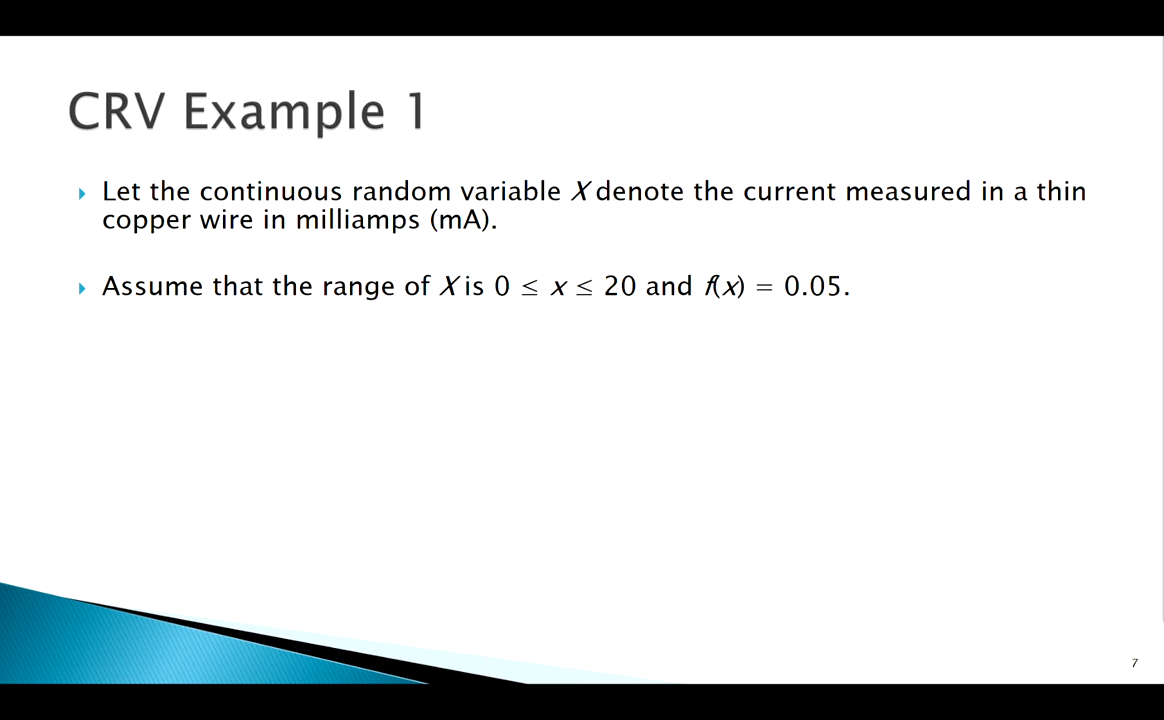 CRV Example 1
Let the continuous random variable X denote the current measured in a thin
copper wire in milliamps (mA).
Assume that the range of X is 0 ≤ x ≤ 20 and f(x) = 0.05.
7